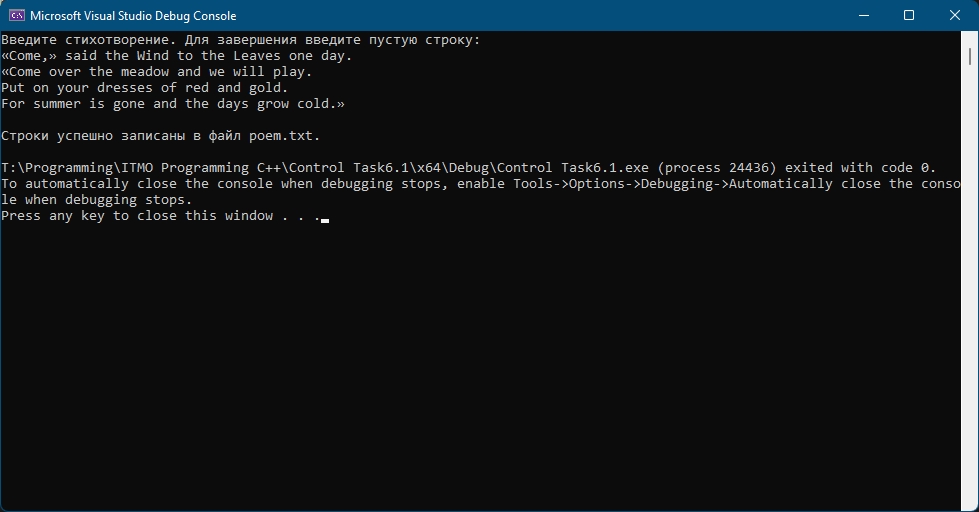 Microsoft Visual Studio Debug Console
Введите стихотворение. Для завершения введите пустую строку:
«Come,» said the Wind to the Leaves one day.
«Come over the meadow and we will play.
Put on your dresses of red and gold.
For summer is gone and the days grow cold.»
Строки успешно записаны в файл poem.txt.
T:\Programming\ITMO Programming C++\Control Task6.1\x64\Debug\Control Task6.1.exe (process 24436) exited with code 0.
To automatically close the console when debugging stops, enable Tools->Options->Debugging->Automatically close the conso
le when debugging stops.
Press any key to close this window . . .